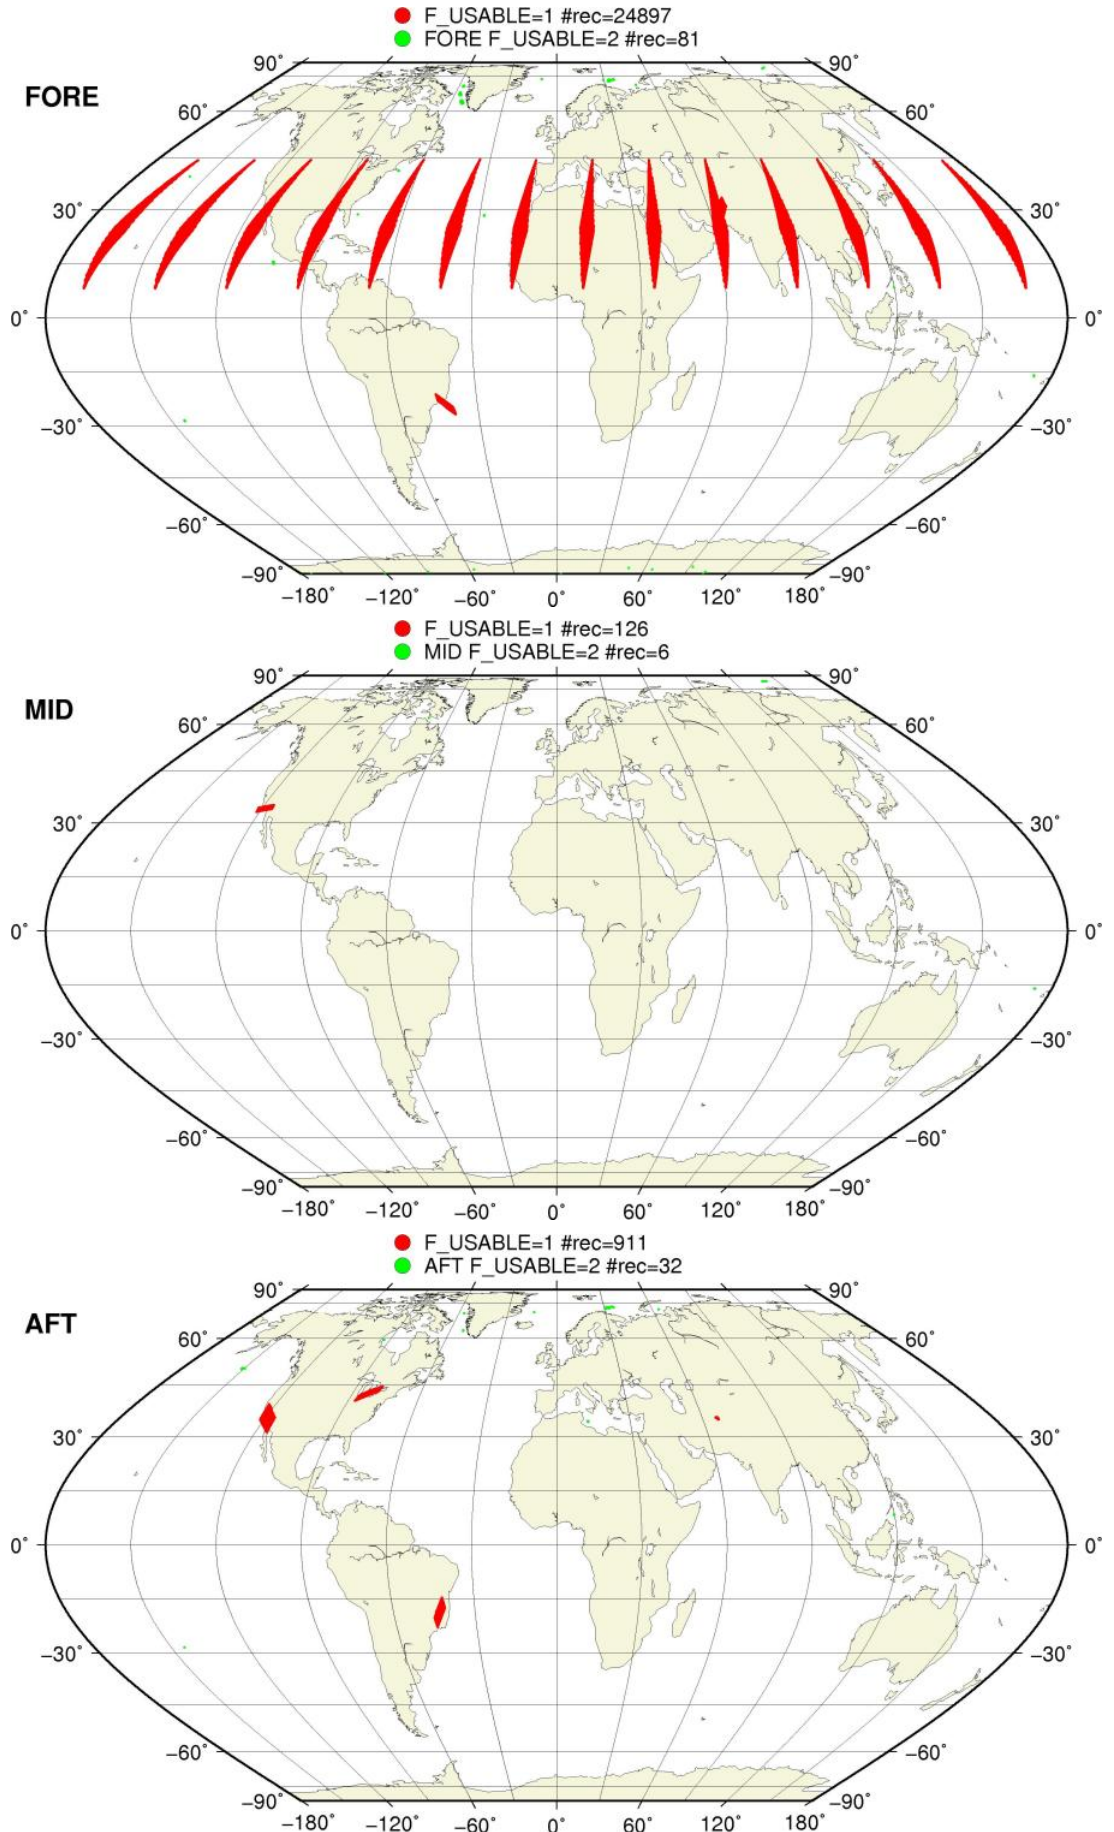 F_USABLE=1 #rec=24897
FORE F_USABLE=2 #rec=81
FORE
90° 90°
60° 60°
30° 30°
0° 0°
−30° −30°
−60° −60°
−90° −90°
−180° −120° −60° 0° 60° 120° 180°
F_USABLE=1 #rec=126
MID F_USABLE=2 #rec=6
MID
90° 90°
60° 60°
30° 30°
0° 0°
−30° −30°
−60° −60°
−90° −90°
−180° −120° −60° 0° 60° 120° 180°
F_USABLE=1 #rec=911
AFT F_USABLE=2 #rec=32
AFT
90° 90°
60° 60°
30° 30°
0° 0°
−30° −30°
−60° −60°
−90° −90°
−180° −120° −60° 0° 60° 120° 180°